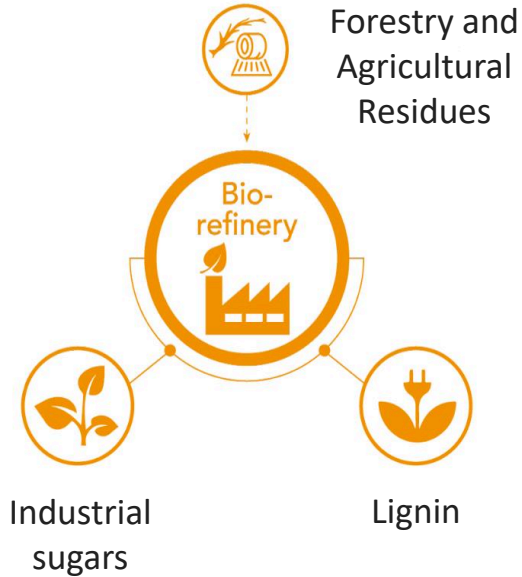 Forestry and
Agricultural
Residues
Bio-
refinery
Industrial
sugars
Lignin